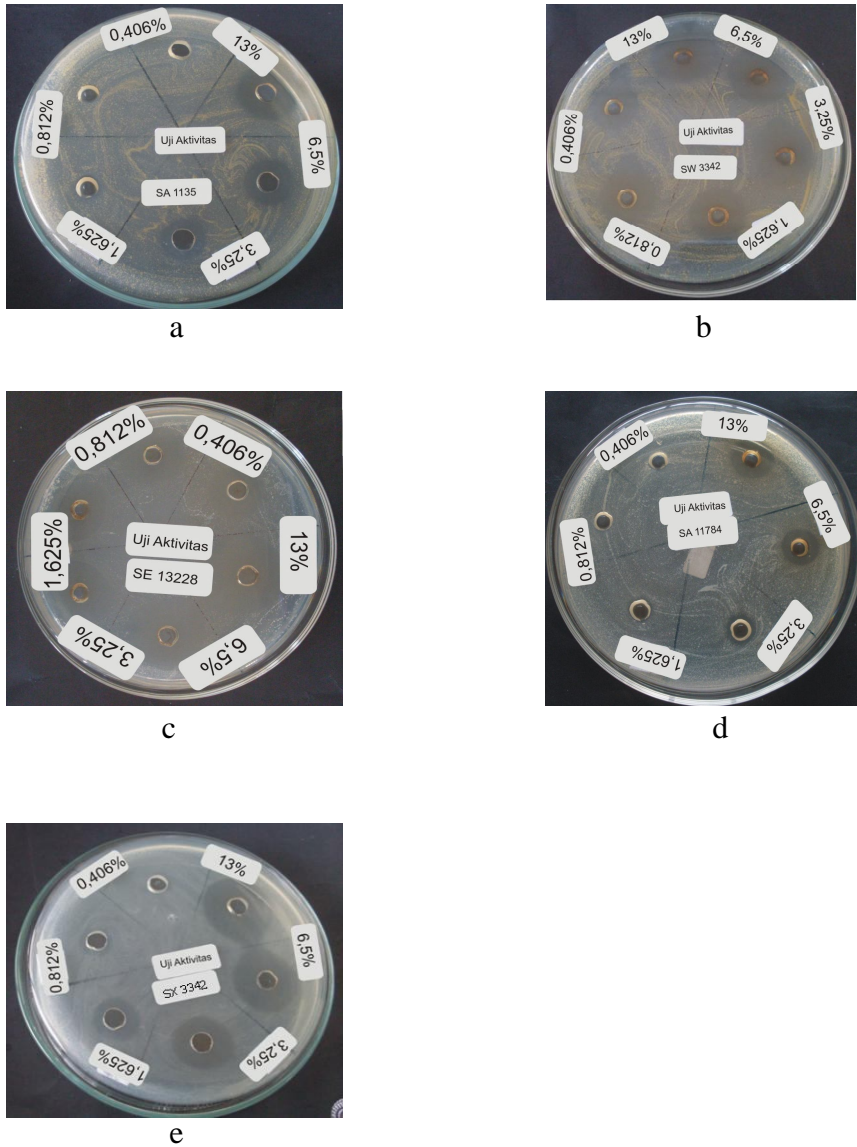 0,406%
13%
0,812%
Uji Aktivitas
6,5%
SA 1135
1,625%
3,25%
a
13%
6,5%
3,25%
0,406%
Uji Aktivitas
SW 3342
0,812%
1,625%
b
0,812%
0,406%
Uji Aktivitas
13%
1,625%
SE 13228
3,25%
6,5%
c
0,406%
13%
6,5%
Uji Aktivitas
SA 11784
0,812%
3,25%
1,625%
d
0,406%
13%
6,5%
Uji Aktivitas
0,812%
SX 3342
1,625%
3,25%
e